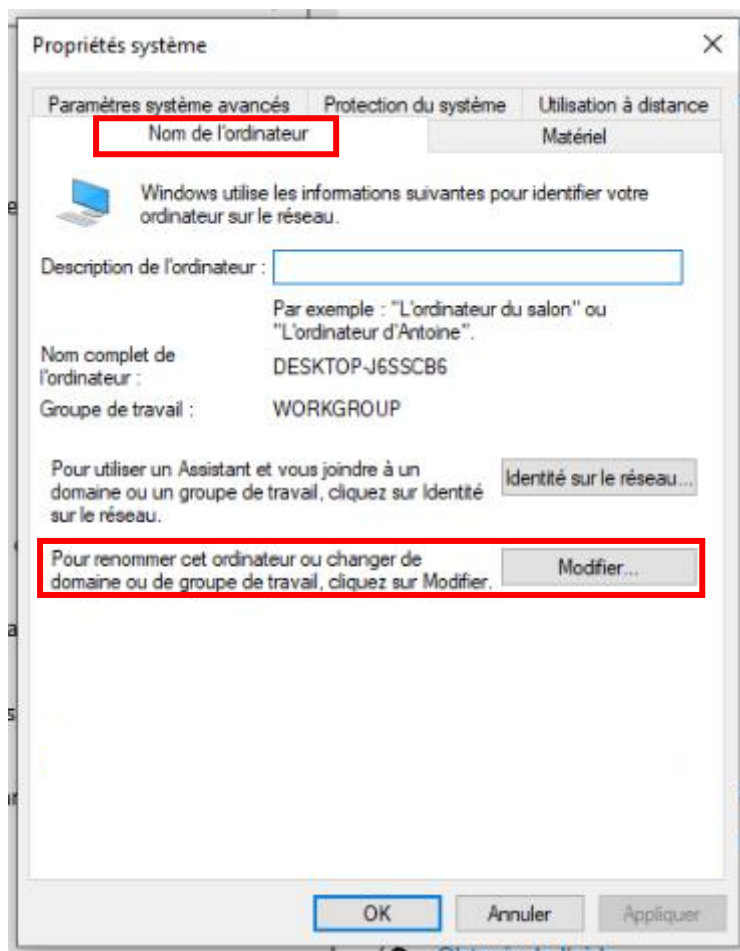 Propriétés système
Paramètres système avancés Protection du système Utilisation à distance
Nom de l'ordinateur Matériel
Windows utilise les informations suivantes pour identifier votre
ordinateur sur le réseau.
Description de l'ordinateur :
Par exemple : "L'ordinateur du salon" ou
"L'ordinateur d'Antoine".
Nom complet de
l'ordinateur :
DESKTOP-J6SSCB6
Groupe de travail : WORKGROUP
Pour utiliser un Assistant et vous joindre à un
domaine ou un groupe de travail, cliquez sur Identité
sur le réseau.
Identité sur le réseau...
Pour renommer cet ordinateur ou changer de
domaine ou de groupe de travail, cliquez sur Modifier.
Modifier...
OK Annuler Appliquer